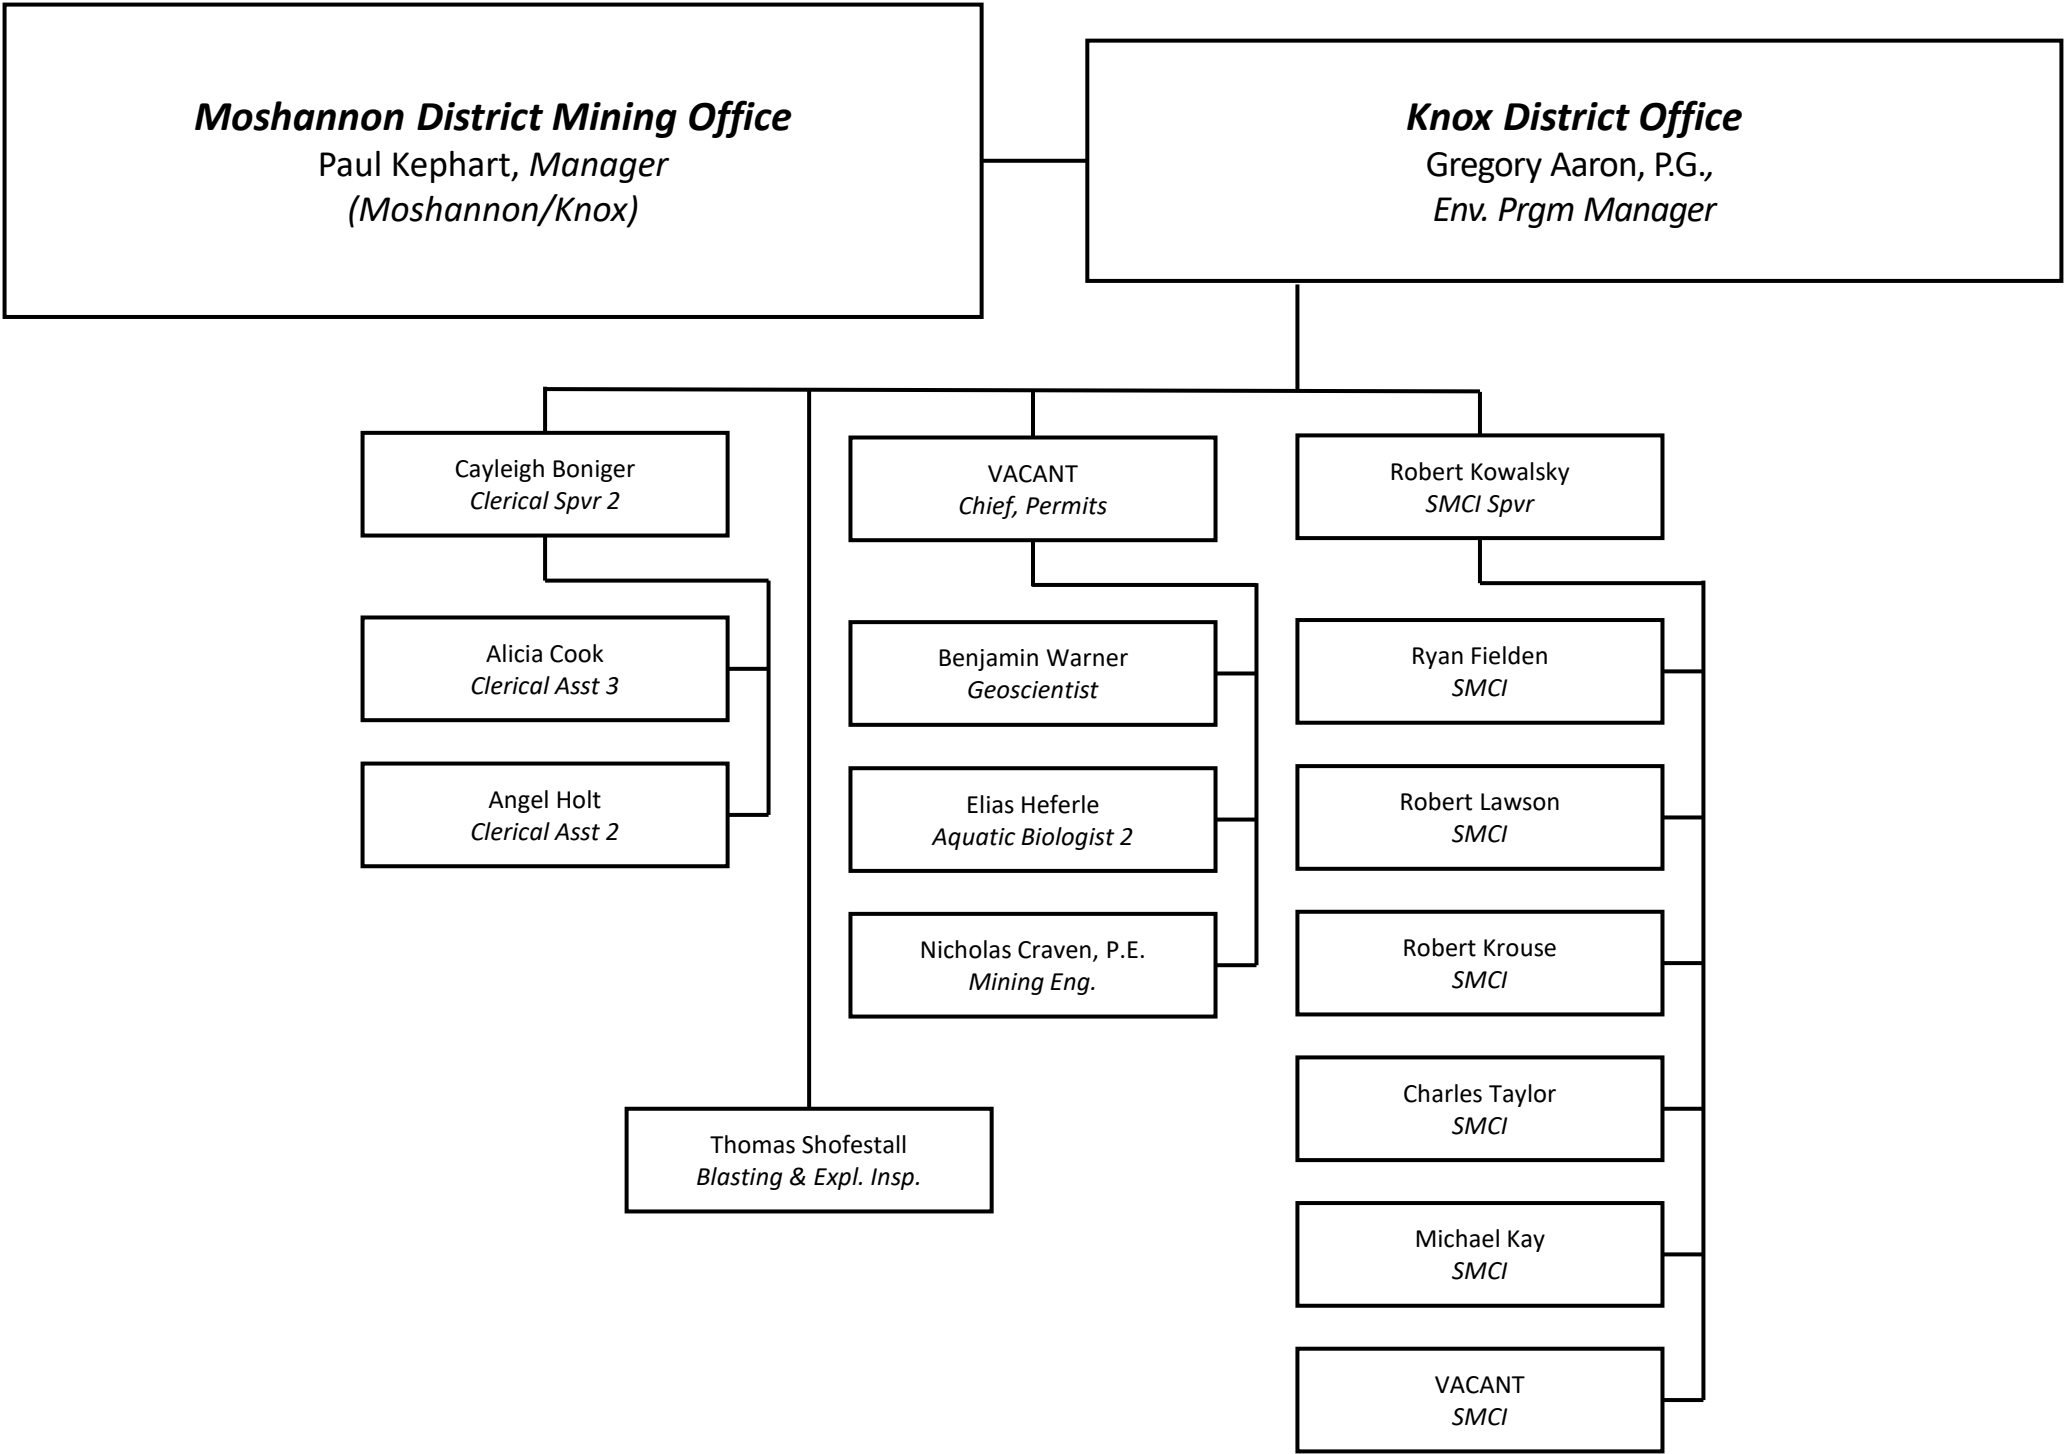 Moshannon District Mining Office
Paul Kephart, Manager
(Moshannon/Knox)
Knox District Office
Gregory Aaron, P.G.,
Env. Prgm Manager
Cayleigh Boniger
Clerical Spvr 2
Alicia Cook
Clerical Asst 3
Angel Holt
Clerical Asst 2
Thomas Shofestall
Blasting & Expl. Insp.
VACANT
Chief, Permits
Benjamin Warner
Geoscientist
Elias Heferle
Aquatic Biologist 2
Nicholas Craven, P.E.
Mining Eng.
Robert Kowalsky
SMCI Spvr
Ryan Fielden
SMCI
Robert Lawson
SMCI
Robert Krouse
SMCI
Charles Taylor
SMCI
Michael Kay
SMCI
VACANT
SMCI